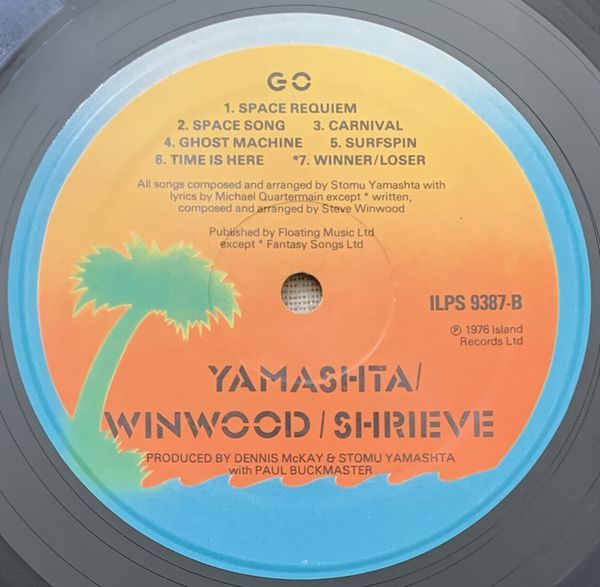 GO
1. SPACE REQUIEM
2. SPACE SONG 3. CARNIVAL
4. GHOST MACHINE 5. SURFSPIN
6. TIME IS HERE *7. WINNER/LOSER
All songs composed and arranged by Stomu Yamashta with
lyrics by Michael Quartermain except * written,
composed and arranged by Steve Winwood
Published by Floating Music Ltd
except * Fantasy Songs Ltd
ILPS 9387-B
℗ 1976 Island
Records Ltd
YAMASHTA/
WINWOOD/SHRIEVE
PRODUCED BY DENNIS McKAY & STOMU YAMASHTA
with PAUL BUCKMASTER